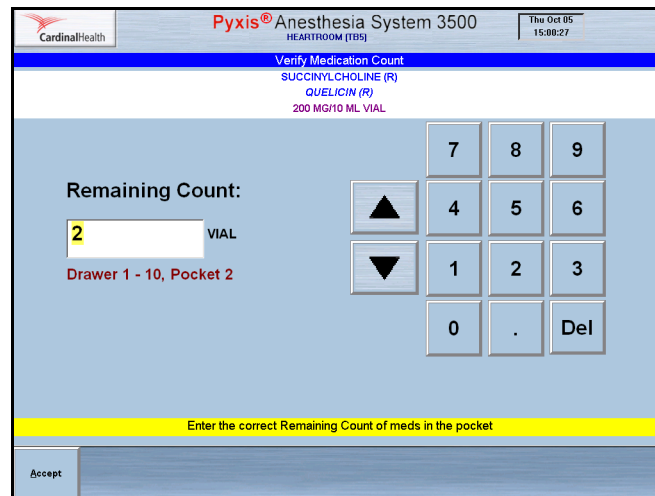 CardinalHealth
Pyxis® Anesthesia System 3500
HEARTROOM [TB5]
Thu Oct 05
15:00:27
Verify Medication Count
SUCCINYLCHOLINE (R)
QUELICIN (R)
200 MG/10 ML VIAL
Remaining Count:
2 VIAL
Drawer 1 - 10, Pocket 2
7 8 9
4 5 6
1 2 3
0 . Del
Enter the correct Remaining Count of meds in the pocket
Accept